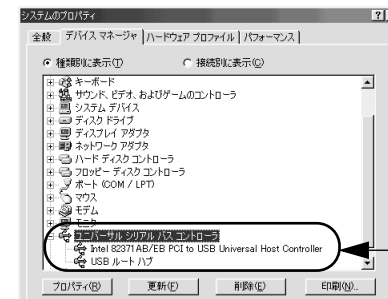 システムのプロパティ
全般 デバイス マネージャ ハードウェア プロファイル パフォーマンス
種類別に表示(T) 接続別に表示(C)
キーボード
サウンド、ビデオ、およびゲームのコントローラ
システム デバイス
ディスク ドライブ
ディスプレイ アダプタ
ネットワーク アダプタ
ハード ディスク コントローラ
フロッピー ディスク コントローラ
ポート (COM / LPT)
マウス
モデム
モニタ
ユニバーサル シリアル バス コントローラ
Intel 82371AB/EB PCI to USB Universal Host Controller
USB ルート ハブ
プロパティ(R) 更新(F) 削除(E) 印刷(N)...